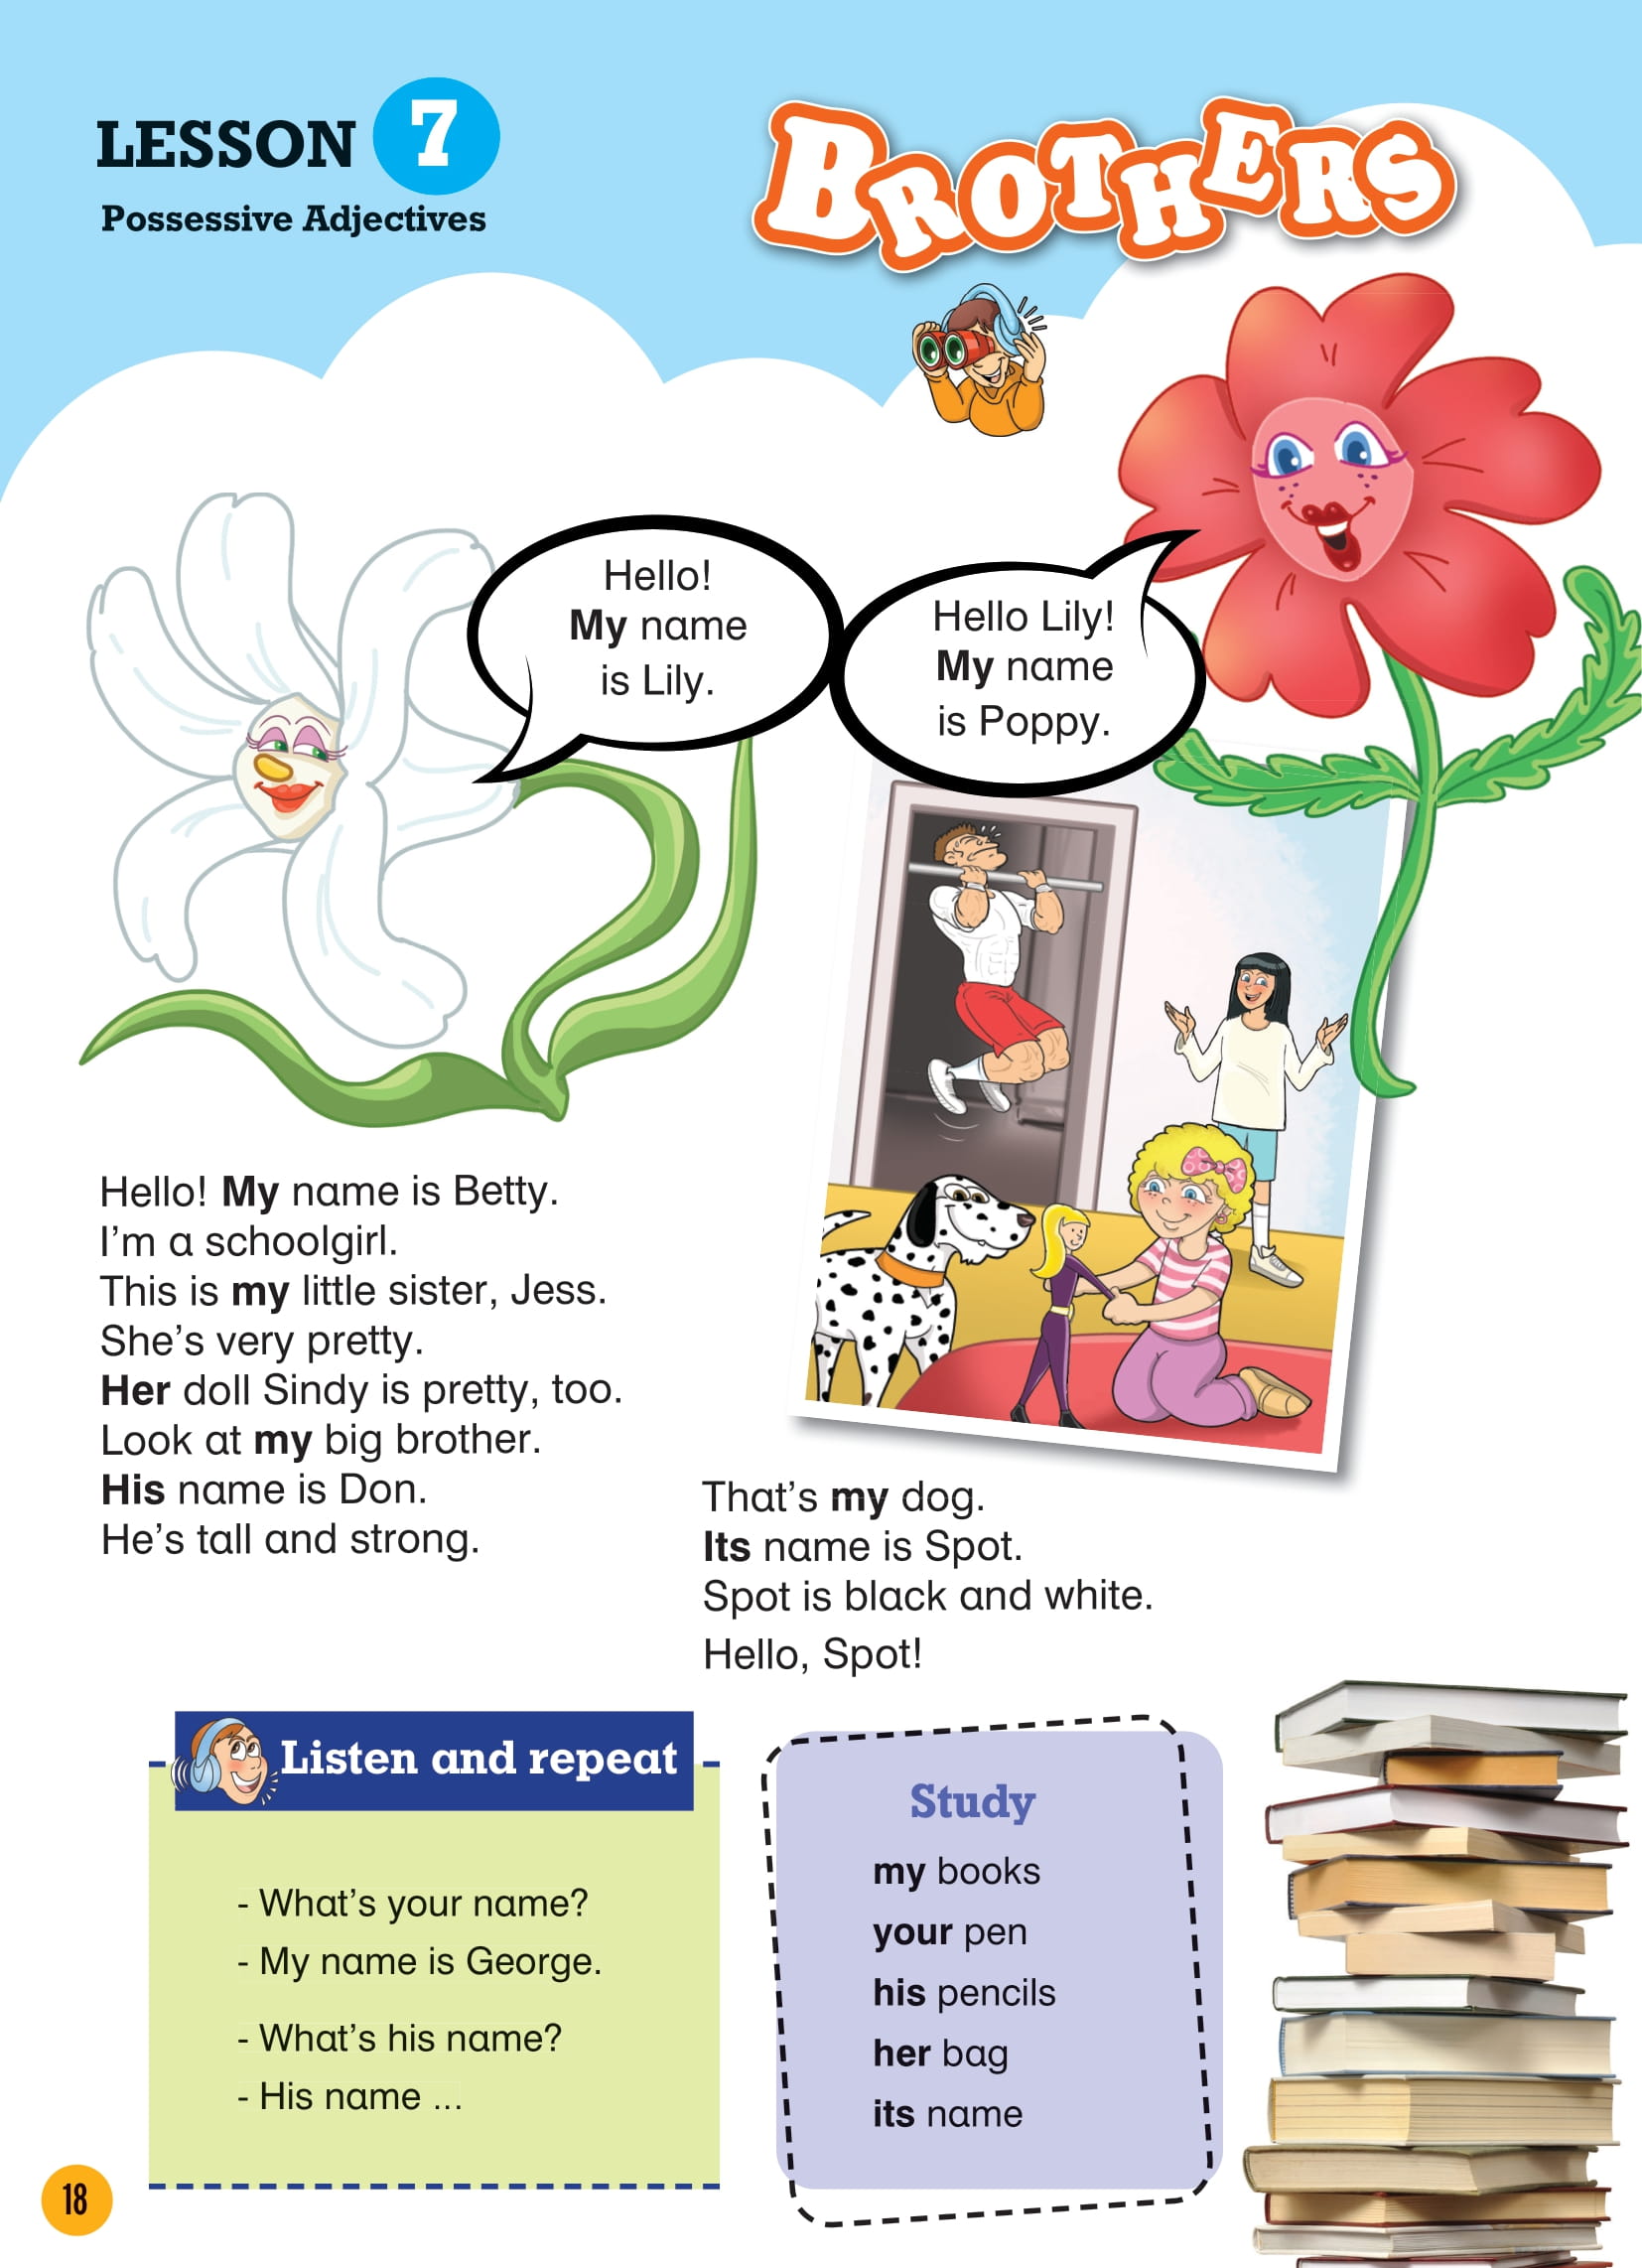 LESSON 7
Possessive Adjectives
BROTHERS
Hello!
My name
is Lily.
Hello Lily!
My name
is Poppy.
Hello! My name is Betty.
I'm a schoolgirl.
This is my little sister, Jess.
She's very pretty.
Her doll Sindy is pretty, too.
Look at my big brother.
His name is Don.
He's tall and strong.
That's my dog.
Its name is Spot.
Spot is black and white.
Hello, Spot!
Listen and repeat
- What's your name?
- My name is George.
- What's his name?
- His name ...
Study
my books
your pen
his pencils
her bag
its name
18